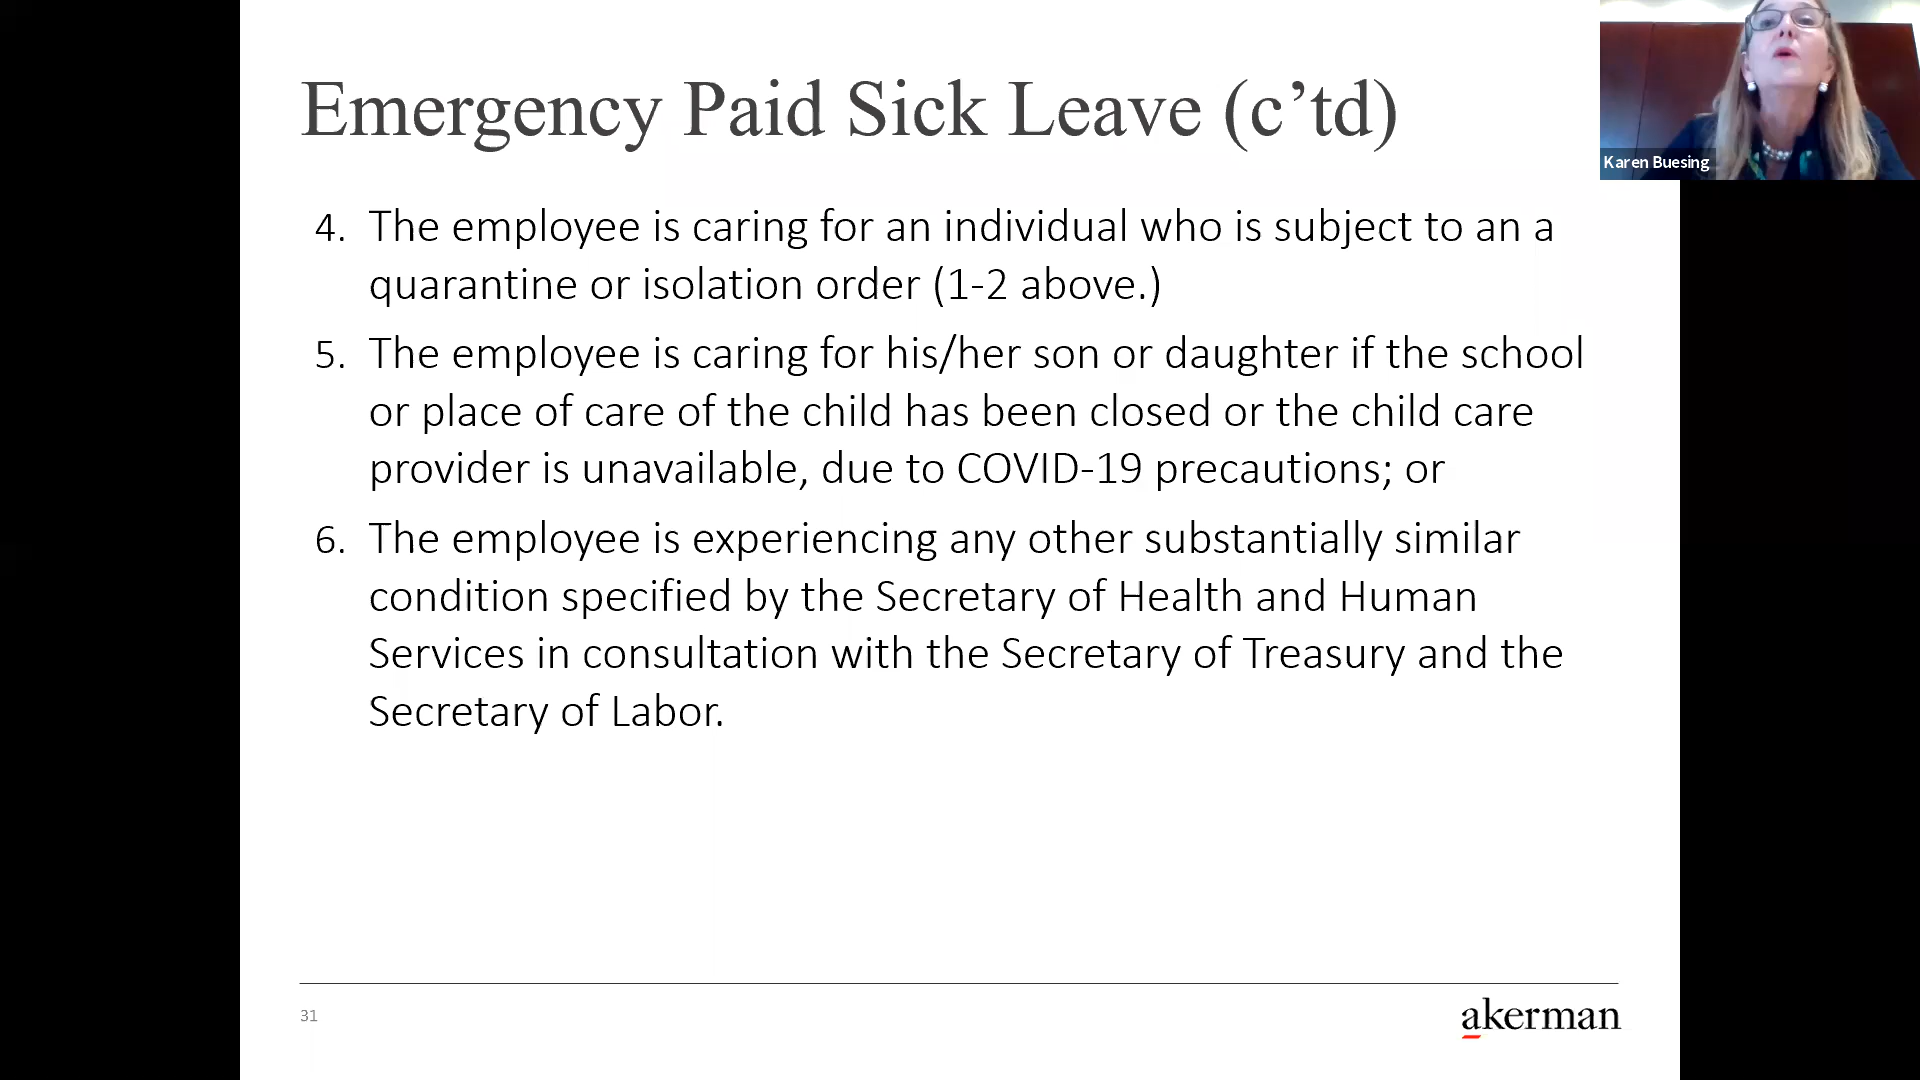 Emergency Paid Sick Leave (c’td)
Karen Buesing
4. The employee is caring for an individual who is subject to an a
quarantine or isolation order (1-2 above.)
5. The employee is caring for his/her son or daughter if the school
or place of care of the child has been closed or the child care
provider is unavailable, due to COVID-19 precautions; or
6. The employee is experiencing any other substantially similar
condition specified by the Secretary of Health and Human
Services in consultation with the Secretary of Treasury and the
Secretary of Labor.
31
akerman